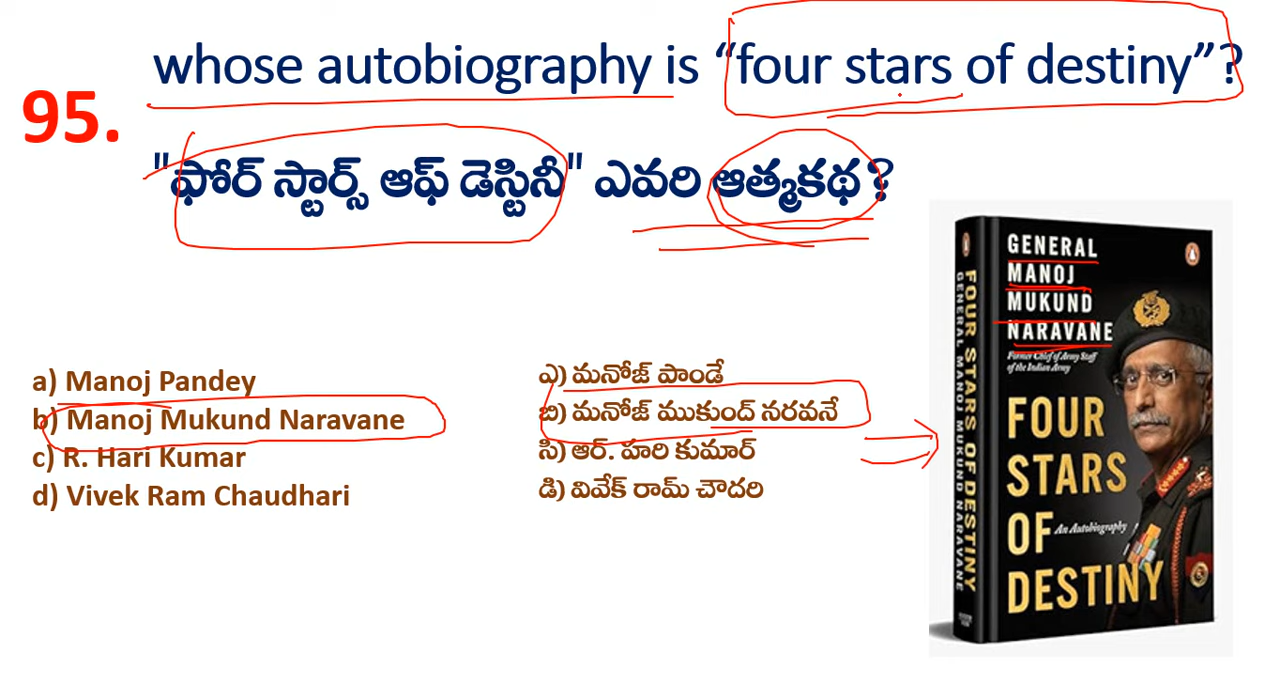 whose autobiography is “four stars of destiny”?
95.
"ఫోర్ స్టార్స్ ఆఫ్ డెస్టినీ" ఎవరి ఆత్మకథ?
a) Manoj Pandey
b) Manoj Mukund Naravane
c) R. Hari Kumar
d) Vivek Ram Chaudhari
ఎ) మనోజ్ పాండే
బి) మనోజ్ ముకుంద్ నరవనే
సి) ఆర్. హరి కుమార్
డి) వివేక్ రామ్ చౌదరి
GENERAL
MANOJ
MUKUND
NARAVANE
Former Chief of Army Staff
of the Indian Army
FOUR
STARS
OF
An Autobiography
DESTINY
FOUR STARS OF DESTINY
GENERAL MANOJ MUKUND NARAVANE